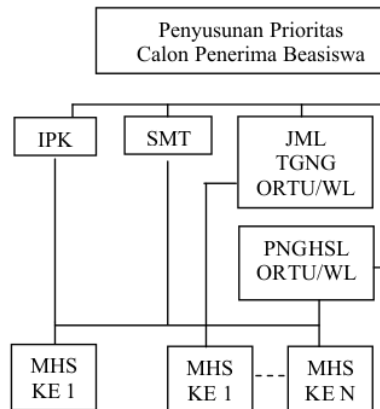 Penyusunan Prioritas
Calon Penerima Beasiswa
IPK
SMT
JML
TGNG
ORTU/WL
PNGHSL
ORTU/WL
MHS
KE 1
MHS
KE 1
MHS
KE N